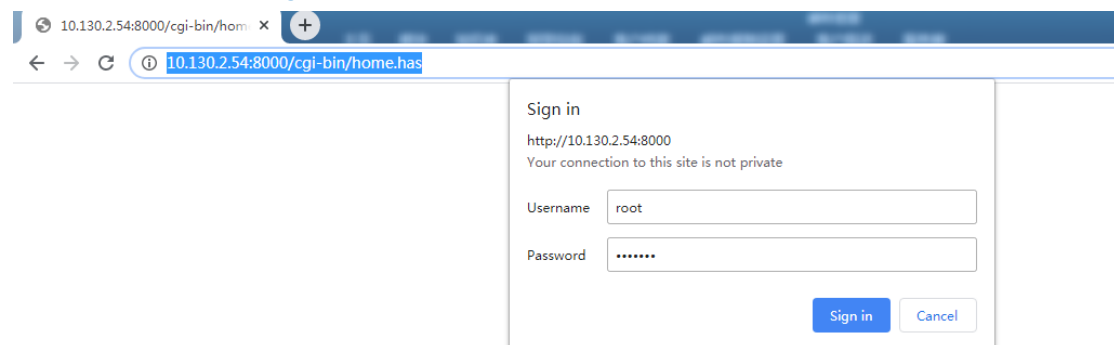 10.130.2.54:8000/cgi-bin/hom
10.130.2.54:8000/cgi-bin/home.has
Sign in
http://10.130.2.54:8000
Your connection to this site is not private
Username root
Password •••••••
Sign in Cancel